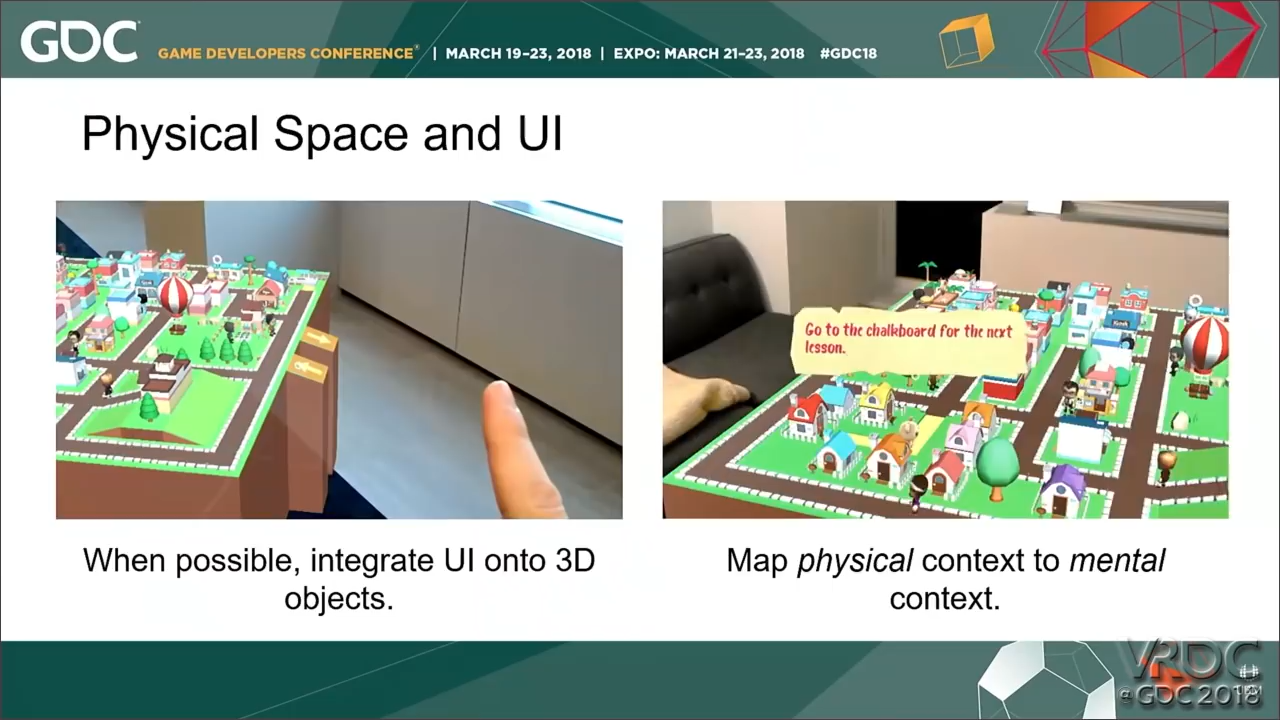 GDC GAME DEVELOPERS CONFERENCE® | MARCH 19–23, 2018 | EXPO: MARCH 21–23, 2018 #GDC18
Physical Space and UI
Go to the chalkboard for the next
lesson.
When possible, integrate UI onto 3D
objects.
Map physical context to mental
context.
VRDC
@GDC 2018